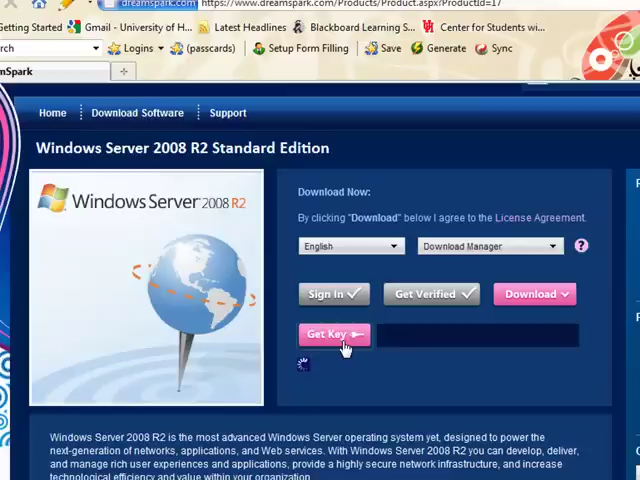 dreamspark.com https://www.dreamspark.com/Products/Product.aspx?ProductId=17
Getting Started Gmail - University of H... Latest Headlines Blackboard Learning S... Center for Students wi...
rch Logins (passcards) Setup Form Filling Save Generate Sync
mSpark
Home Download Software Support
Windows Server 2008 R2 Standard Edition
Windows Server 2008 R2
Download Now:
By clicking "Download" below I agree to the License Agreement.
English Download Manager ?
Sign In Get Verified Download
Get Key
Windows Server 2008 R2 is the most advanced Windows Server operating system yet, designed to power the
next-generation of networks, applications, and Web services. With Windows Server 2008 R2 you can develop, deliver,
and manage rich user experiences and applications, provide a highly secure network infrastructure, and increase
technological efficiency and value within your organization.